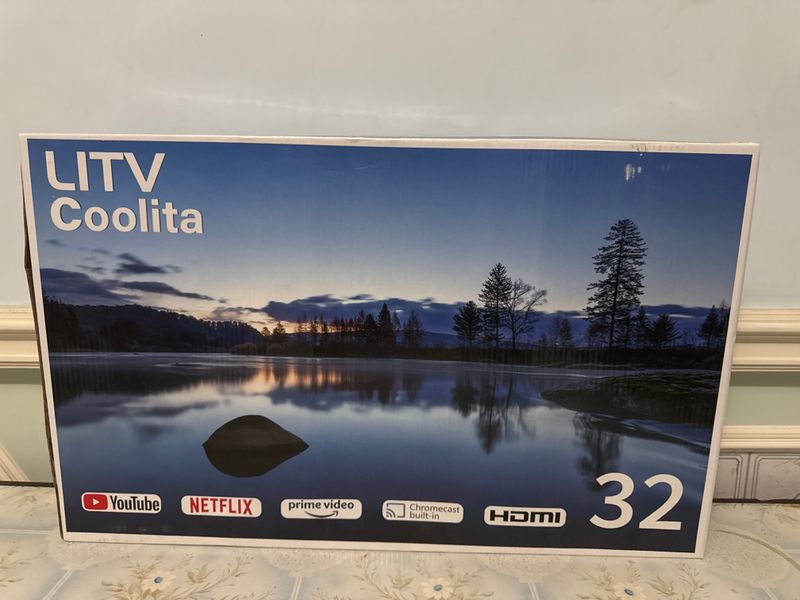 LITV
Coolita
YouTube
NETFLIX
prime video
Chromecast
built-in
HDMI
32